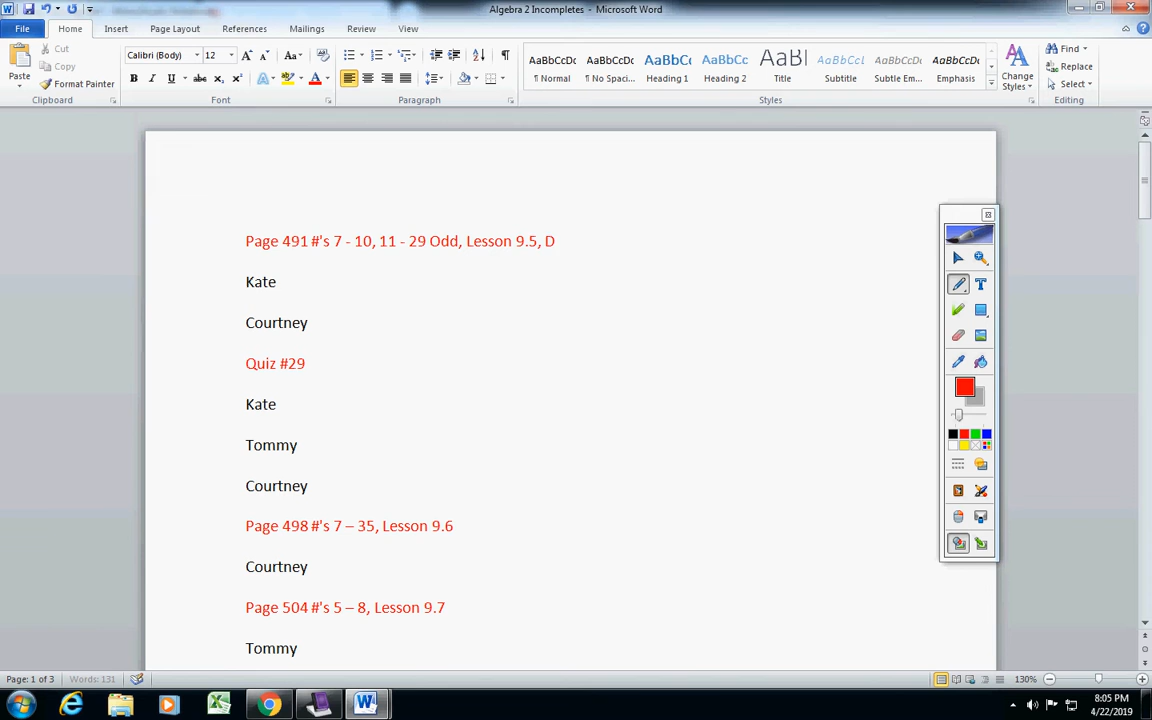 Algebra 2 Incompletes - Microsoft Word
File Home Insert Page Layout References Mailings Review View
Paste
Cut
Copy
Format Painter
Clipboard
Calibri (Body) 12
Font
Paragraph
AaBbCcDc AaBbCcDc AaBbCc AaBbCc AaBl AaBbCcL AaBbCcDc AaBbCcDc
¶ Normal ¶ No Spaci... Heading 1 Heading 2 Title Subtitle Subtle Em... Emphasis
Styles
Change Styles
Find
Replace
Select
Editing
Page 491 #'s 7 - 10, 11 - 29 Odd, Lesson 9.5, D
Kate
Courtney
Quiz #29
Kate
Tommy
Courtney
Page 498 #'s 7 – 35, Lesson 9.6
Courtney
Page 504 #'s 5 – 8, Lesson 9.7
Tommy
Page: 1 of 3 Words: 131 130%
8:05 PM
4/22/2019